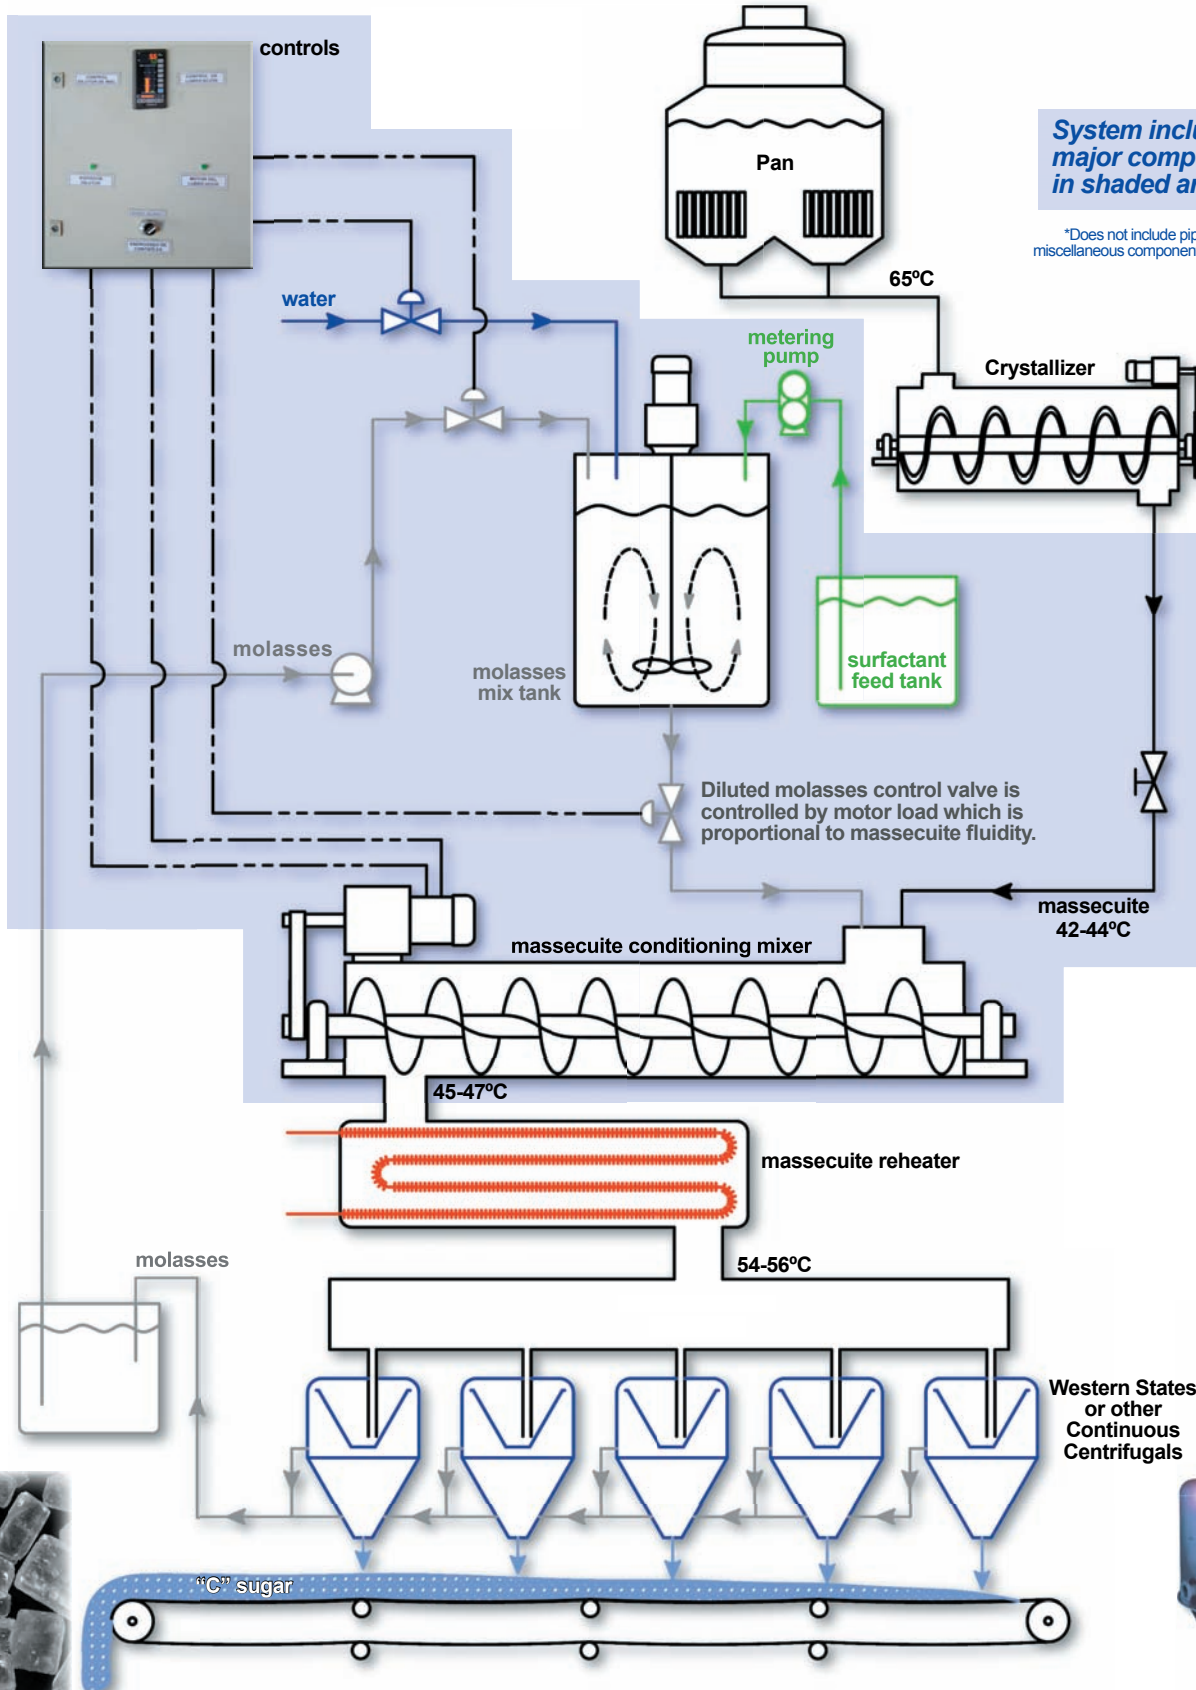 controls
Pan
System inclu
major comp
in shaded ar
*Does not include pip
miscellaneous component
65ºC
water
metering
pump
Crystallizer
molasses
molasses
mix tank
surfactant
feed tank
Diluted molasses control valve is
controlled by motor load which is
proportional to massecuite fluidity.
massecuite
42-44ºC
massecuite conditioning mixer
45-47ºC
massecuite reheater
molasses
54-56ºC
Western States
or other
Continuous
Centrifugals
“C” sugar